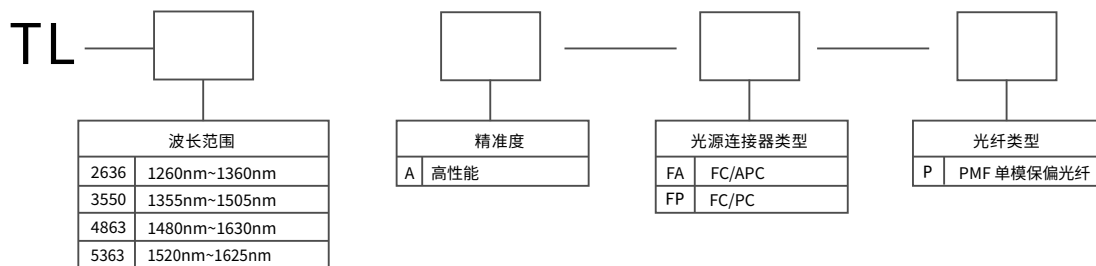 TL
波长范围
2636 1260nm~1360nm
3550 1355nm~1505nm
4863 1480nm~1630nm
5363 1520nm~1625nm
精准度
A 高性能
光源连接器类型
FA FC/APC
FP FC/PC
光纤类型
P PMF 单模保偏光纤